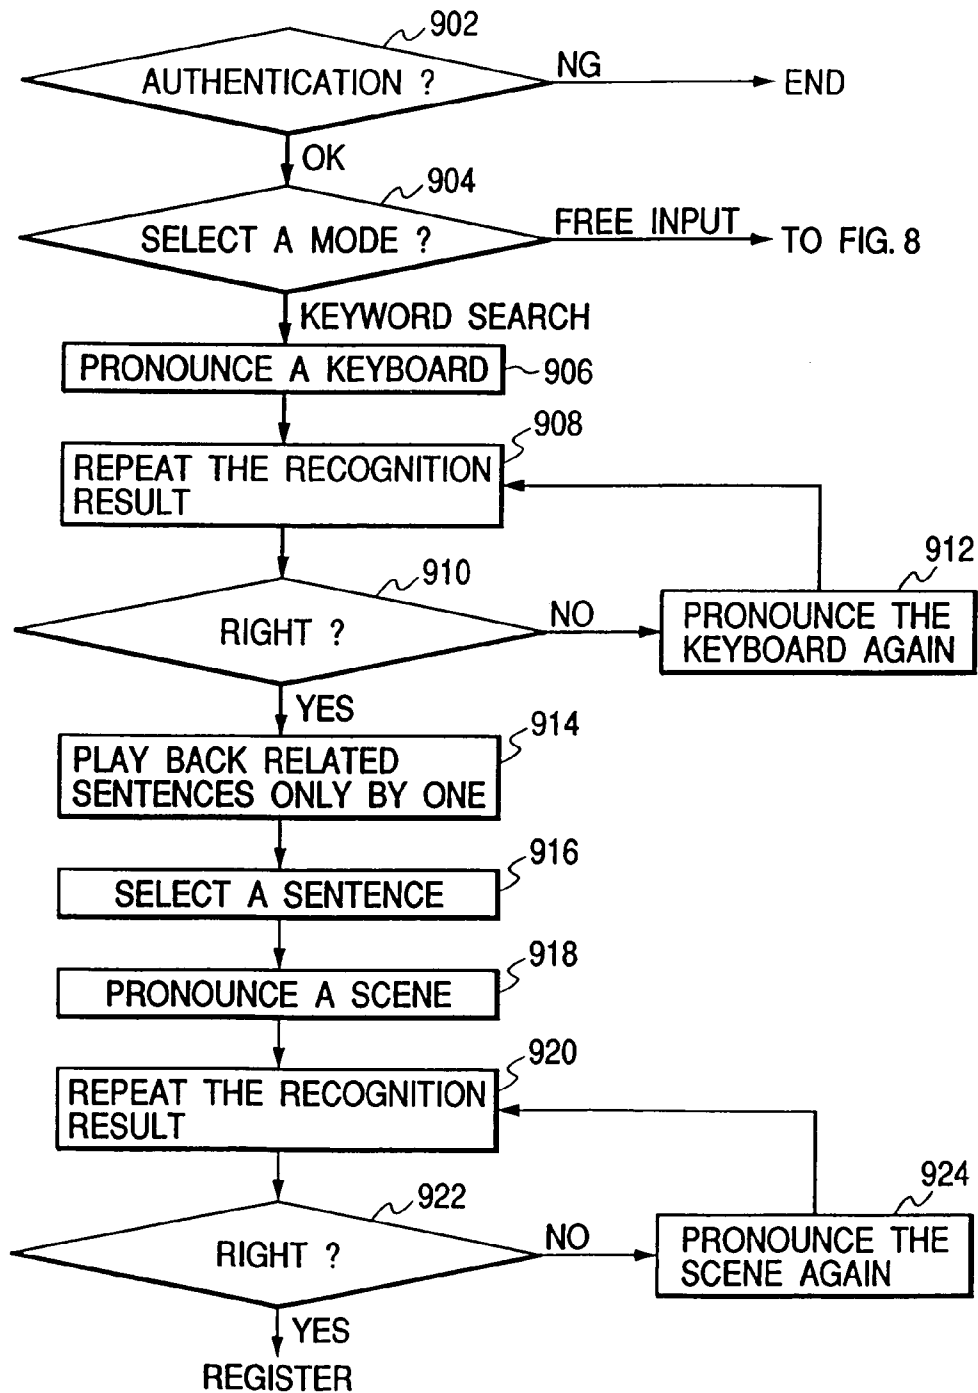 902
AUTHENTICATION ?
NG
END
OK
904
SELECT A MODE ?
FREE INPUT
TO FIG. 8
KEYWORD SEARCH
PRONOUNCE A KEYBOARD
906
908
REPEAT THE RECOGNITION
RESULT
910
RIGHT ?
NO
912
PRONOUNCE THE
KEYBOARD AGAIN
YES
914
PLAY BACK RELATED
SENTENCES ONLY BY ONE
916
SELECT A SENTENCE
918
PRONOUNCE A SCENE
920
REPEAT THE RECOGNITION
RESULT
922
RIGHT ?
NO
924
PRONOUNCE THE
SCENE AGAIN
YES
REGISTER